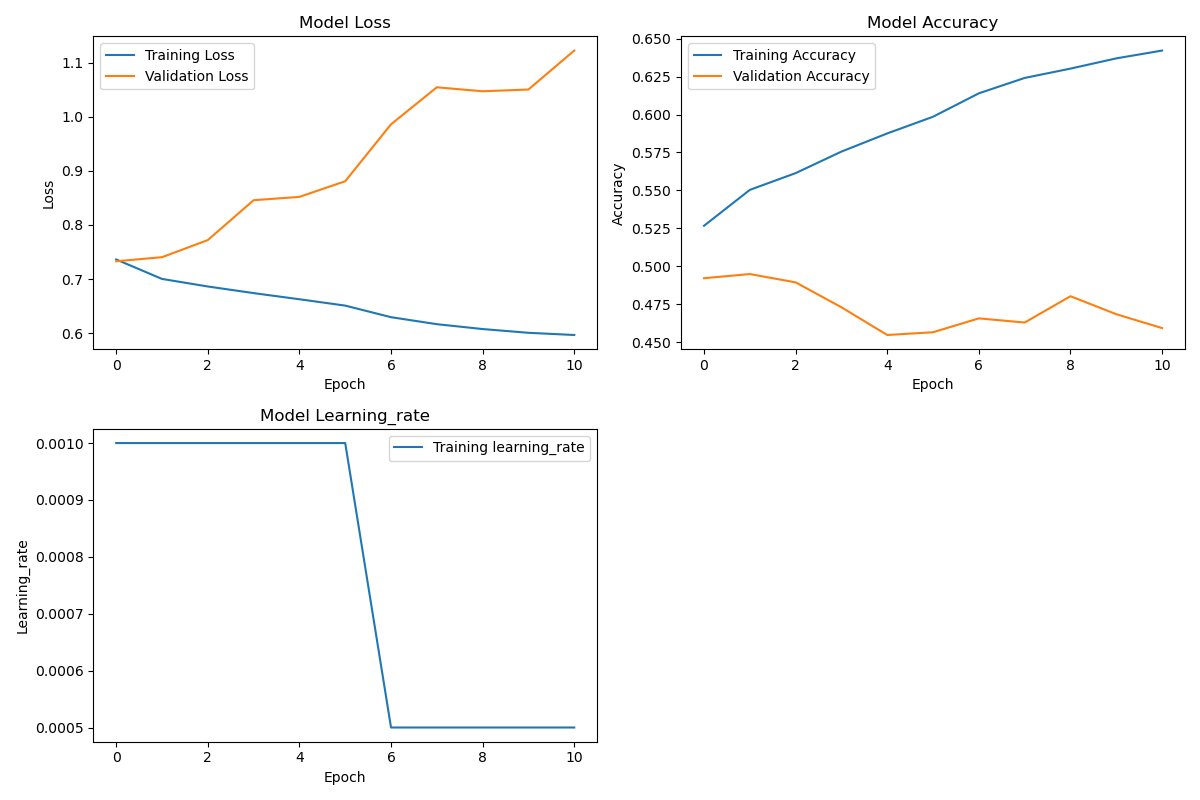 Model Loss
Training Loss
Validation Loss
1.1
1.0
0.9
0.8
0.7
0.6
Loss
0 2 4 6 8 10
Epoch
Model Accuracy
Training Accuracy
Validation Accuracy
0.650
0.625
0.600
0.575
0.550
0.525
0.500
0.475
0.450
Accuracy
0 2 4 6 8 10
Epoch
Model Learning_rate
Training learning_rate
0.0010
0.0009
0.0008
0.0007
0.0006
0.0005
Learning_rate
0 2 4 6 8 10
Epoch